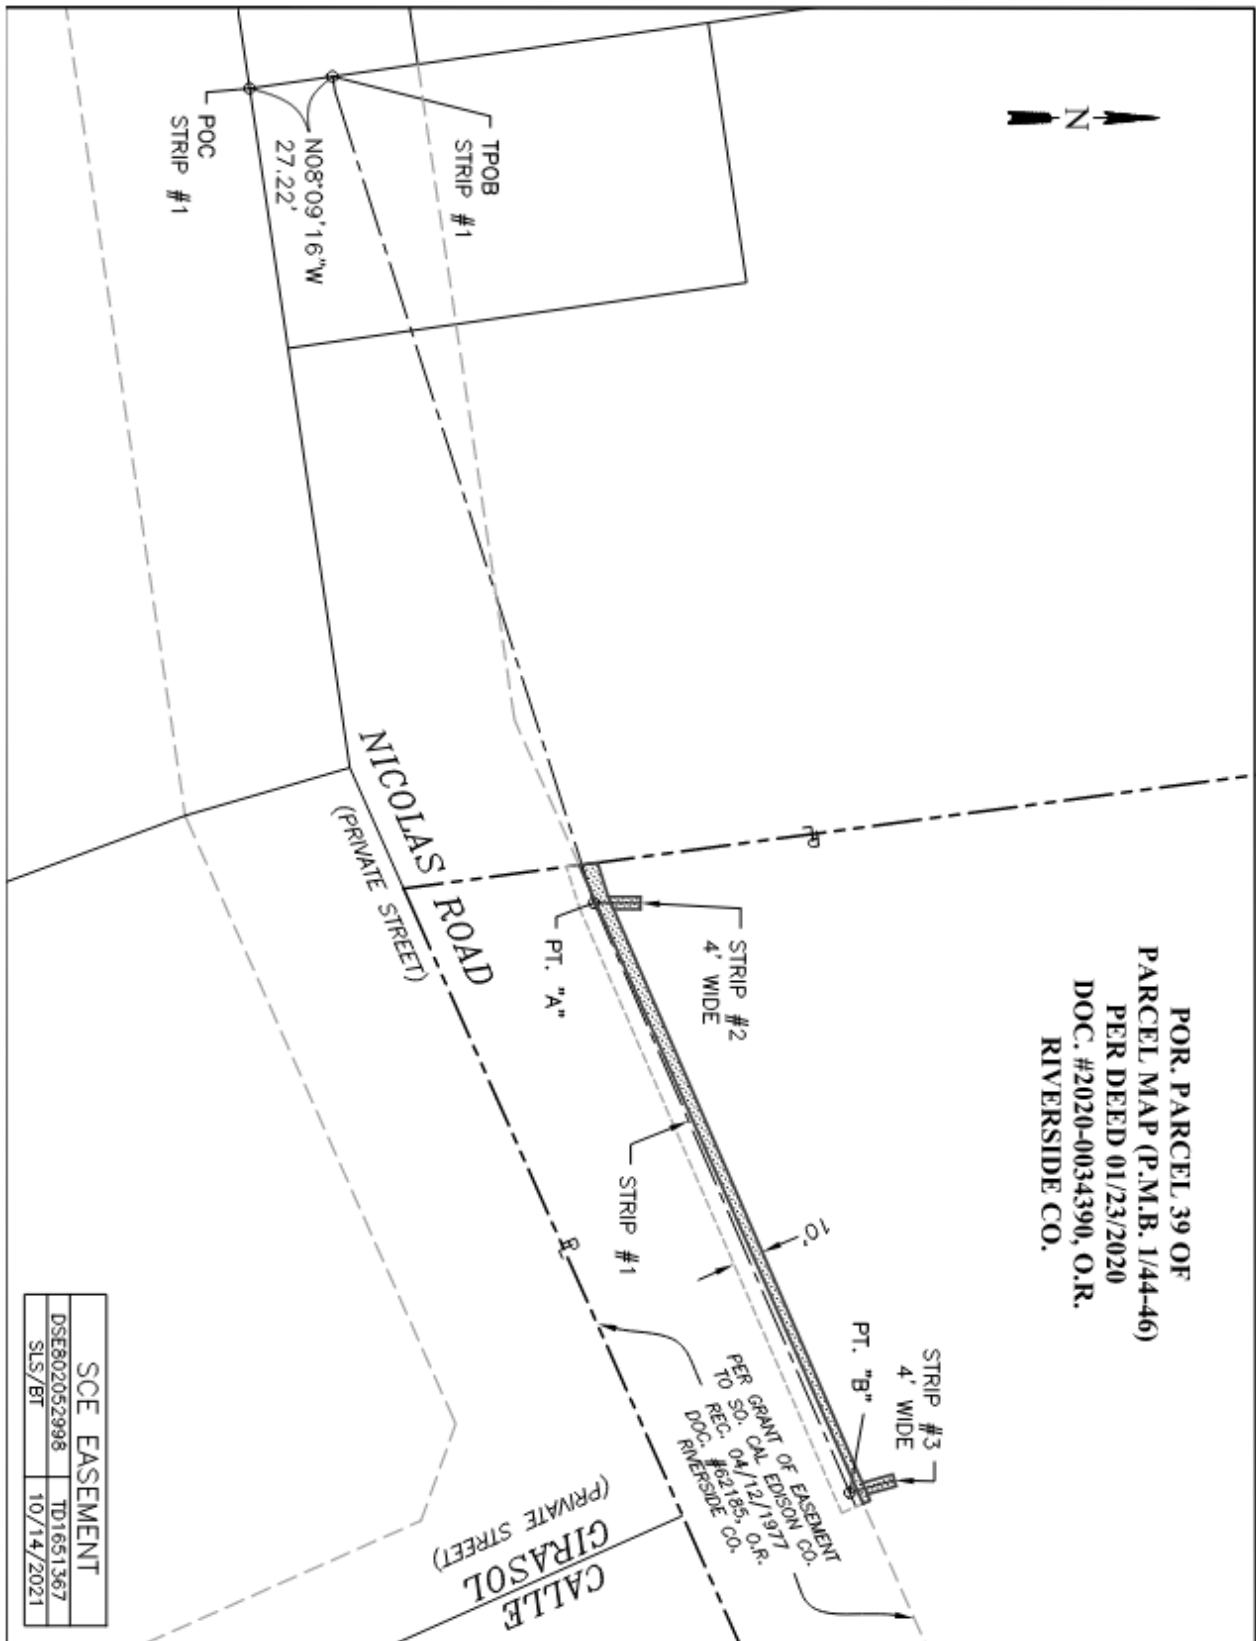 N
POR. PARCEL 39 OF
PARCEL MAP (P.M.B. 1/44-46)
PER DEED 01/23/2020
DOC. #2020-0034390, O.R.
RIVERSIDE CO.
TPOB
STRIP #1
N08°09'16"W
27.22'
POC
STRIP #1
STRIP #2
4' WIDE
PT. "A"
STRIP #1
10'
STRIP #3
4' WIDE
PT. "B"
PER GRANT OF EASEMENT
TO SO. CAL EDISON CO.
REC. 04/12/1977
DOC. #62185, O.R.
RIVERSIDE CO.
NICOLAS ROAD
(PRIVATE STREET)
CALLE
GIRASOL
(PRIVATE STREET)
SCE EASEMENT
DSE802052998 TD1651367
SLS/BT 10/14/2021